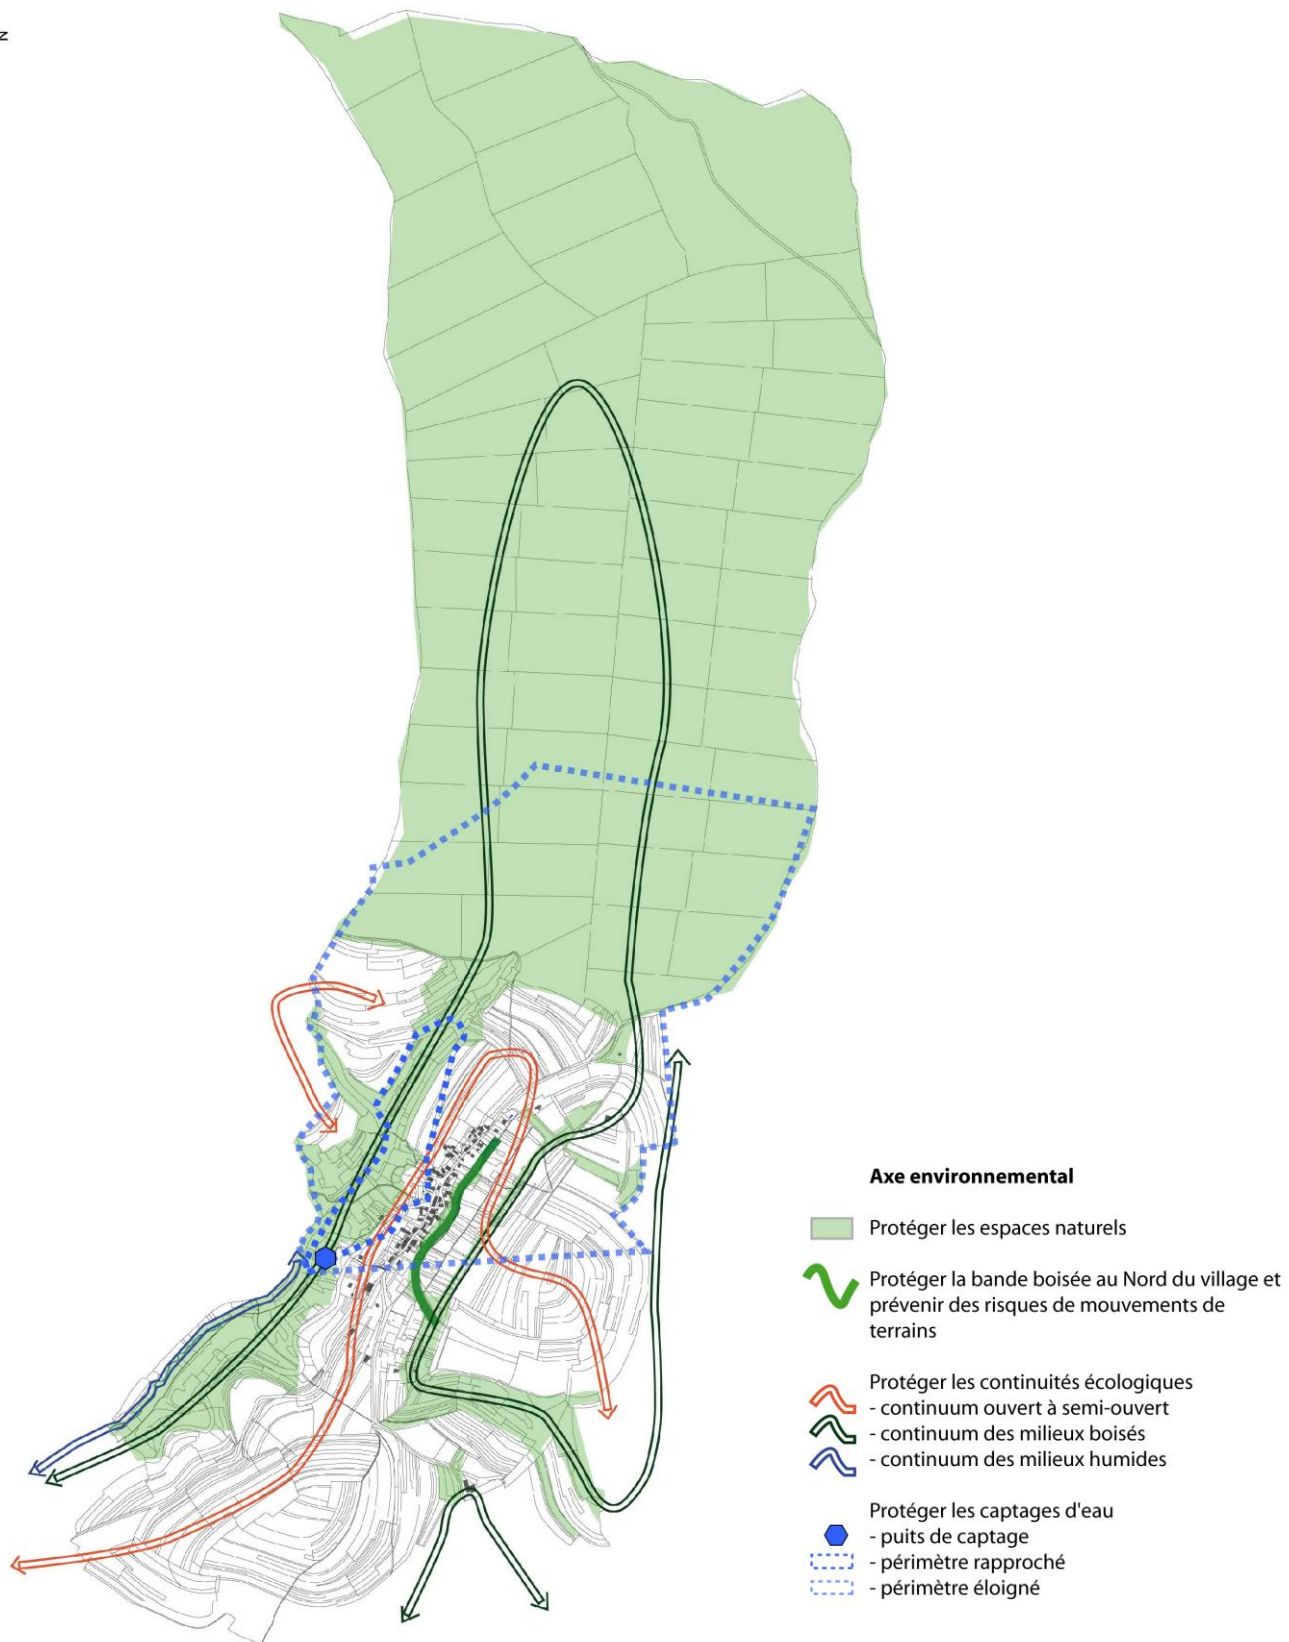 N
Axe environnemental
Protéger les espaces naturels
Protéger la bande boisée au Nord du village et
prévenir des risques de mouvements de
terrains
Protéger les continuités écologiques
- continuum ouvert à semi-ouvert
- continuum des milieux boisés
- continuum des milieux humides
Protéger les captages d'eau
- puits de captage
- périmètre rapproché
- périmètre éloigné